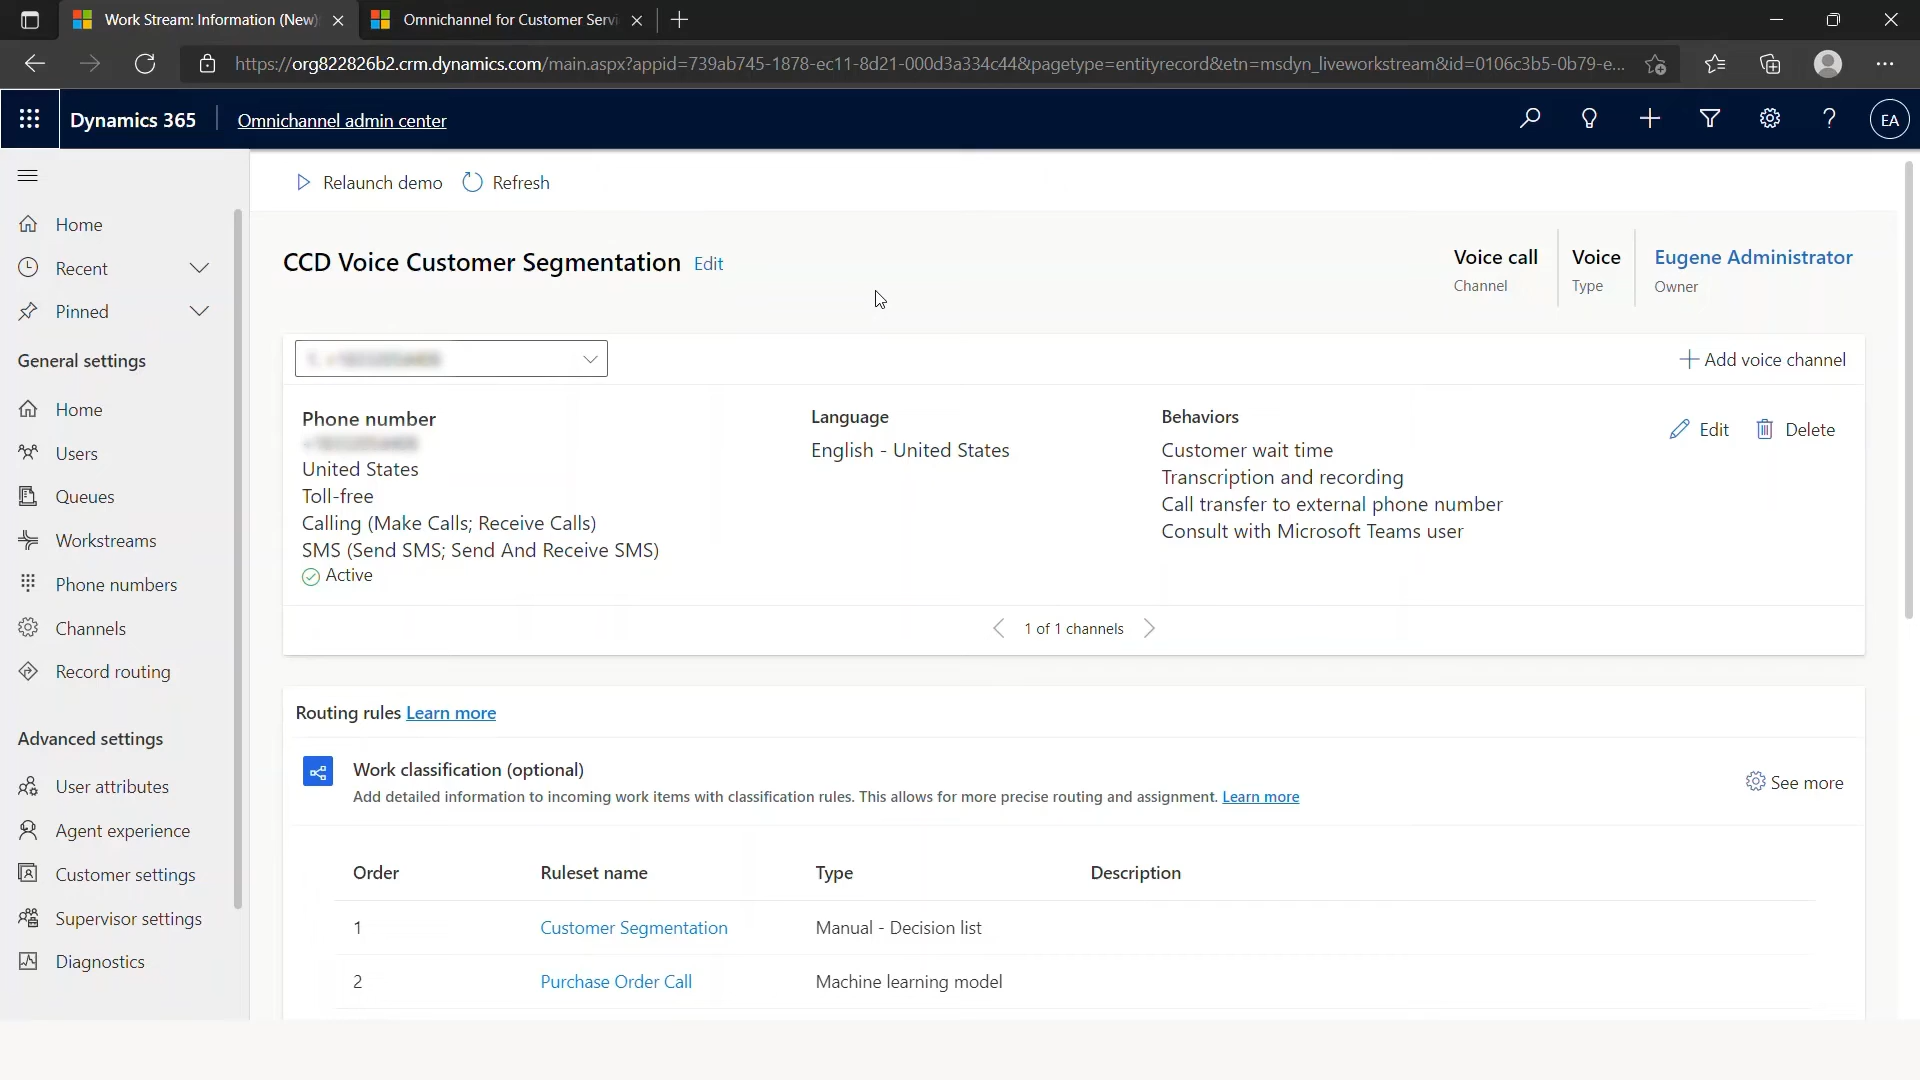 Work Stream: Information (New)
Omnichannel for Customer Servi
https://org822826b2.crm.dynamics.com/main.aspx?appid=739ab745-1878-ec11-8d21-000d3a334c44&pagetype=entityrecord&etn=msdyn_liveworkstream&id=0106c3b5-0b79-e...
Dynamics 365
Omnichannel admin center
EA
Relaunch demo
Refresh
Home
Recent
Pinned
General settings
Home
Users
Queues
Workstreams
Phone numbers
Channels
Record routing
Advanced settings
User attributes
Agent experience
Customer settings
Supervisor settings
Diagnostics
CCD Voice Customer Segmentation Edit
Voice call
Channel
Voice
Type
Eugene Administrator
Owner
Add voice channel
Phone number
United States
Toll-free
Calling (Make Calls; Receive Calls)
SMS (Send SMS; Send And Receive SMS)
Active
Language
English - United States
Behaviors
Customer wait time
Transcription and recording
Call transfer to external phone number
Consult with Microsoft Teams user
Edit
Delete
1 of 1 channels
Routing rules Learn more
Work classification (optional)
Add detailed information to incoming work items with classification rules. This allows for more precise routing and assignment. Learn more
See more
Order Ruleset name Type Description
1 Customer Segmentation Manual - Decision list
2 Purchase Order Call Machine learning model